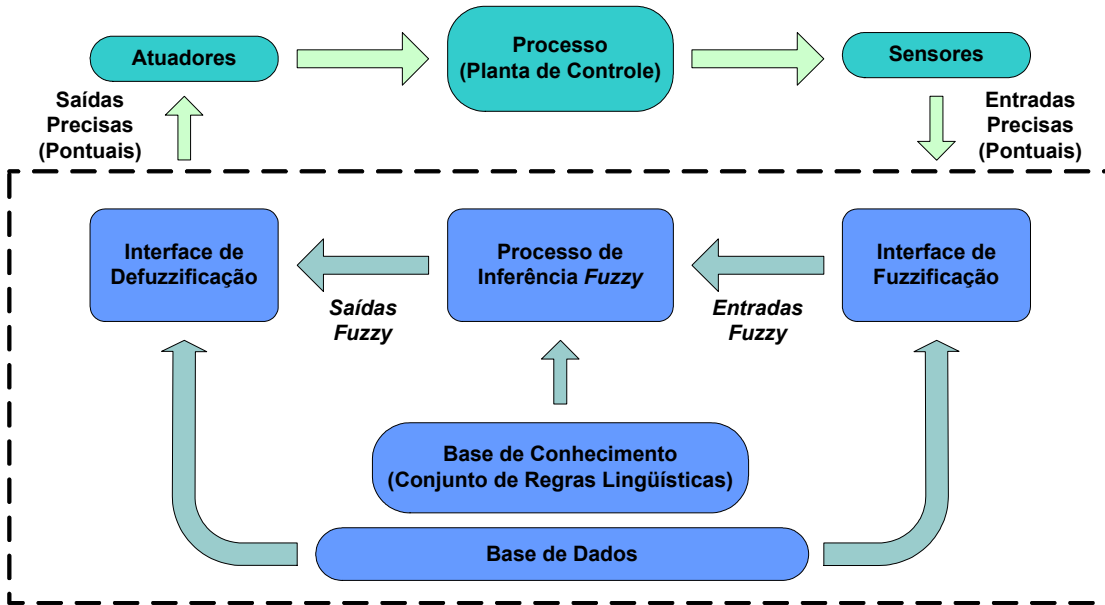 Atuadores
Processo
(Planta de Controle)
Sensores
Saídas
Precisas
(Pontuais)
Entradas
Precisas
(Pontuais)
Interface de
Defuzzificação
Processo de
Inferência Fuzzy
Interface de
Fuzzificação
Saídas
Fuzzy
Entradas
Fuzzy
Base de Conhecimento
(Conjunto de Regras Lingüísticas)
Base de Dados